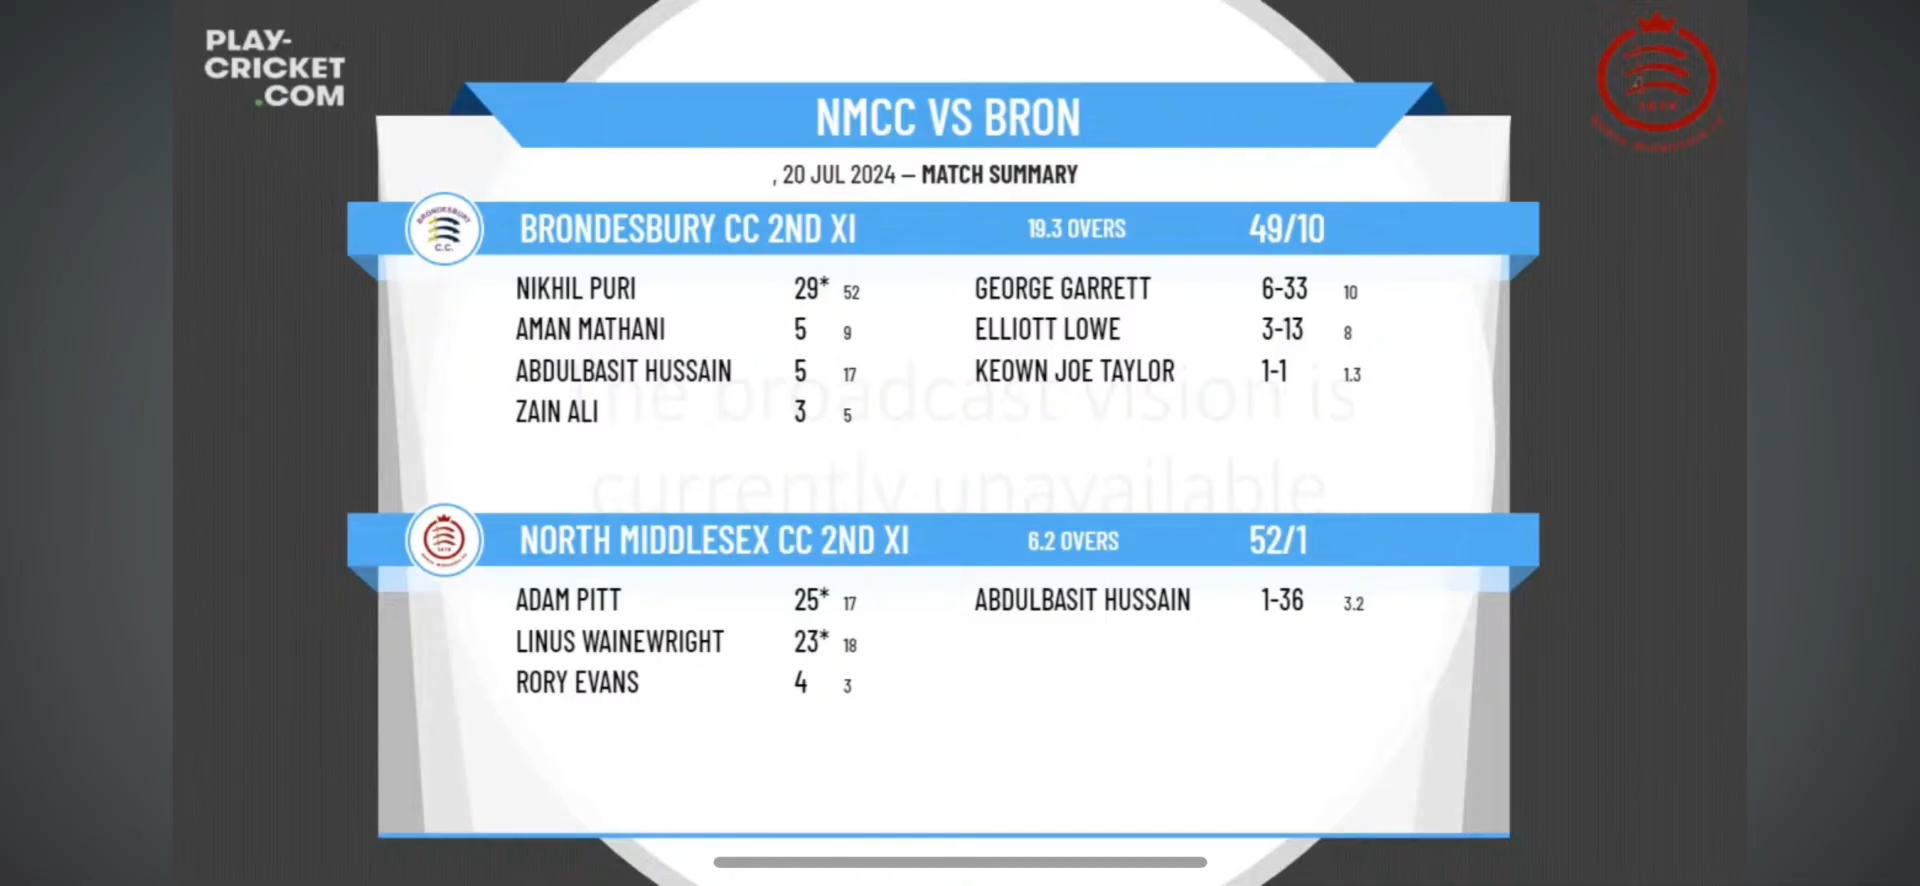 PLAY-
CRICKET
.COM
NMCC VS BRON
, 20 JUL 2024 – MATCH SUMMARY
BRONDESBURY
C.C.
BRONDESBURY CC 2ND XI 19.3 OVERS 49/10
NIKHIL PURI 29* 52 GEORGE GARRETT 6-33 10
AMAN MATHANI 5 9 ELLIOTT LOWE 3-13 8
ABDULBASIT HUSSAIN 5 17 KEOWN JOE TAYLOR 1-1 1.3
ZAIN ALI 3 5
The broadcast vision is
currently unavailable
NORTH MIDDLESEX CC 2ND XI 6.2 OVERS 52/1
ADAM PITT 25* 17 ABDULBASIT HUSSAIN 1-36 3.2
LINUS WAINEWRIGHT 23* 18
RORY EVANS 4 3